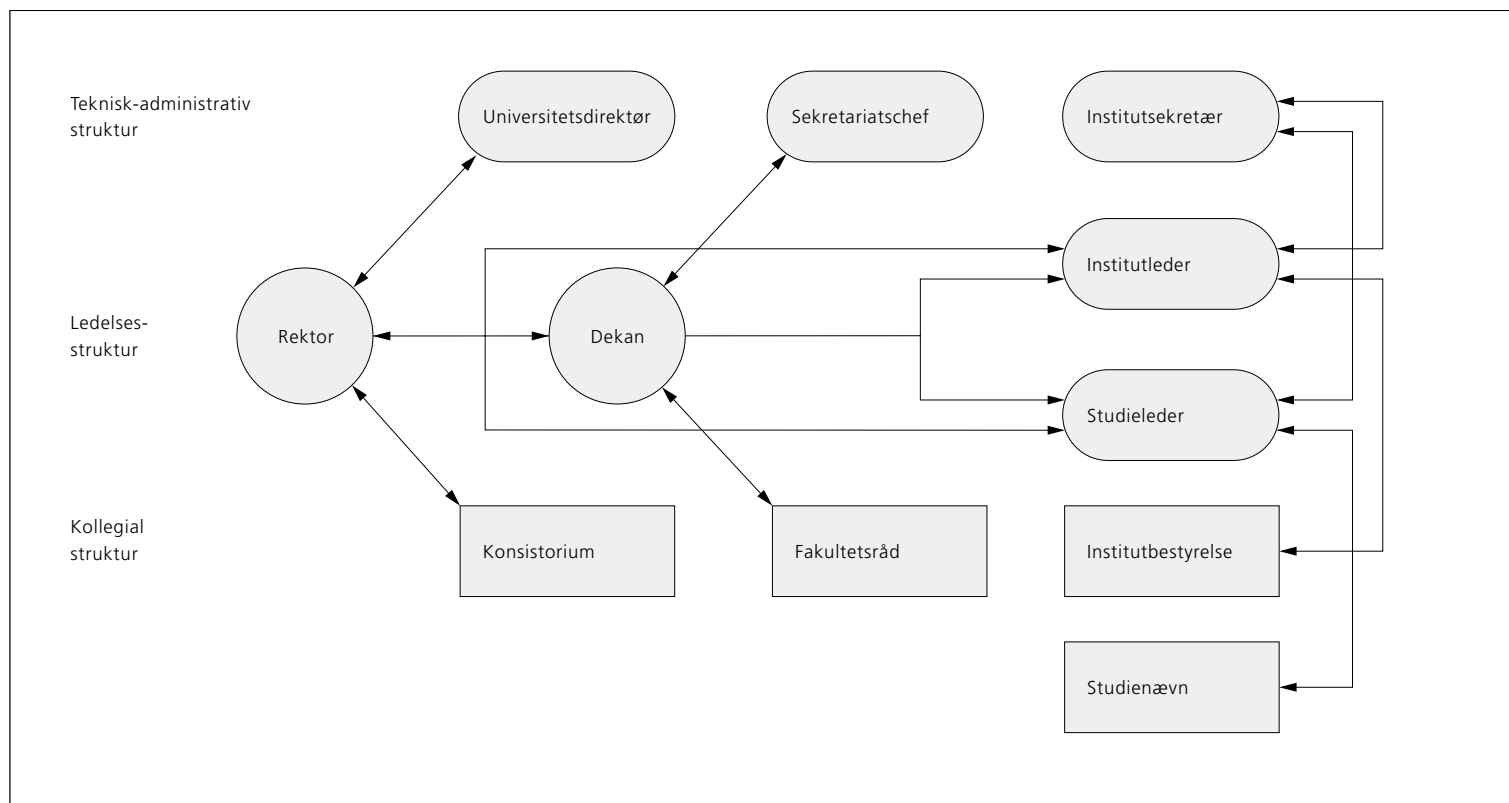 Teknisk-administrativ
struktur
Universitetsdirektør
Sekretariatschef
Institutsekretær
Institutleder
Ledelses-
struktur
Rektor
Dekan
Studieleder
Kollegial
struktur
Konsistorium
Fakultetsråd
Institutbestyrelse
Studienævn